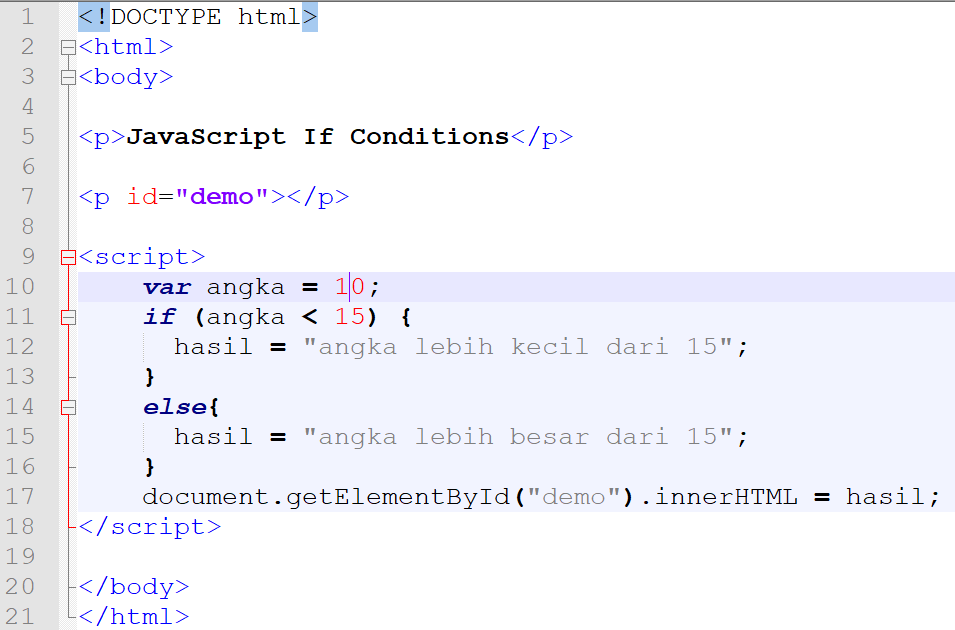 1 <!DOCTYPE html>
2 <html>
3 <body>
4
5 <p>JavaScript If Conditions</p>
6
7 <p id="demo"></p>
8
9 <script>
10 var angka = 10;
11 if (angka < 15) {
12 hasil = "angka lebih kecil dari 15";
13 }
14 else{
15 hasil = "angka lebih besar dari 15";
16 }
17 document.getElementById("demo").innerHTML = hasil;
18 </script>
19
20 </body>
21 </html>